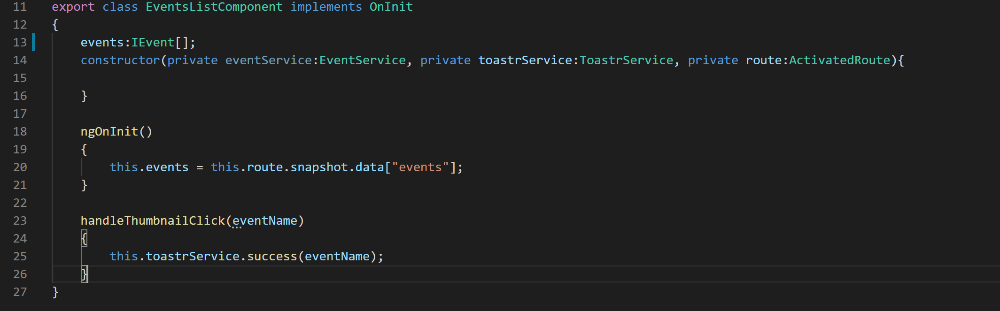 11 export class EventsListComponent implements OnInit
12 {
13 events:IEvent[];
14 constructor(private eventService:EventService, private toastrService:ToastrService, private route:ActivatedRoute){
15
16 }
17
18 ngOnInit()
19 {
20 this.events = this.route.snapshot.data["events"];
21 }
22
23 handleThumbnailClick(eventName)
24 {
25 this.toastrService.success(eventName);
26 }
27 }